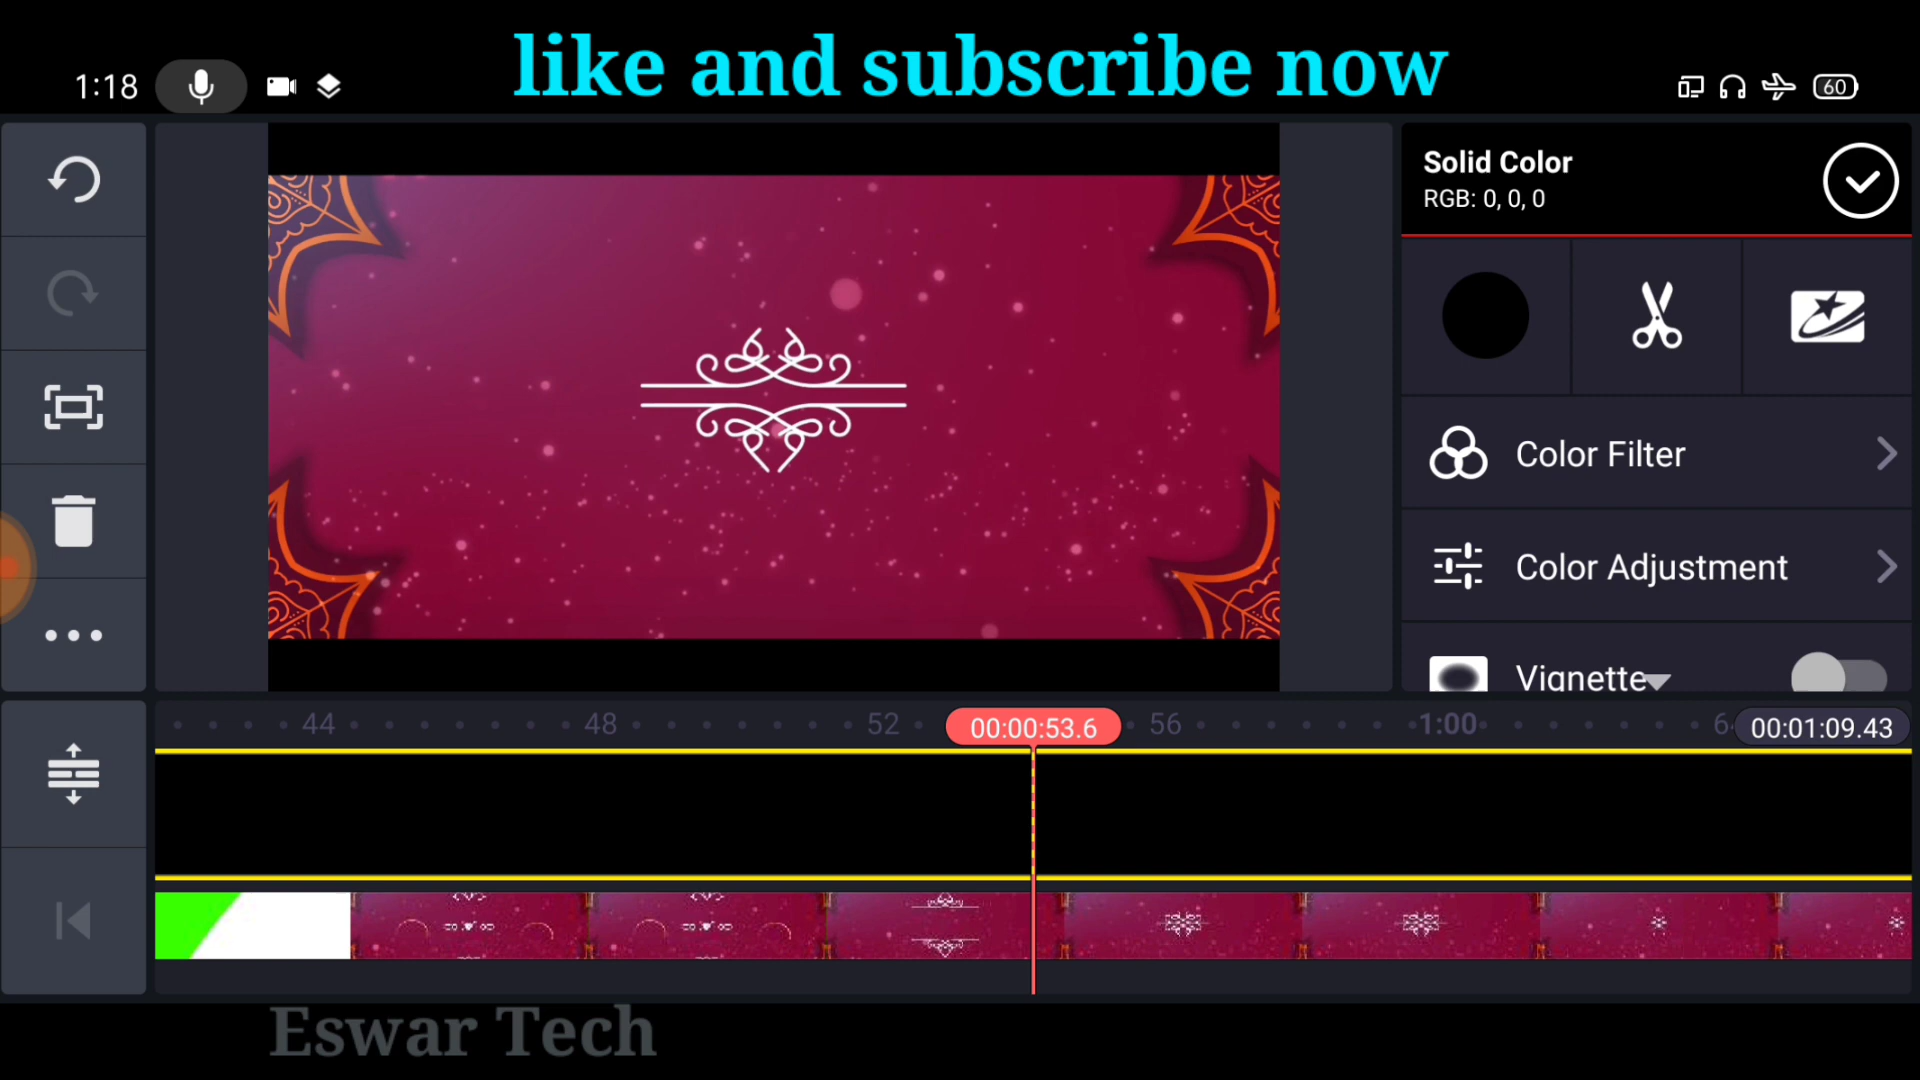 like and subscribe now
1:18
60
Solid Color
RGB: 0, 0, 0
Color Filter
Color Adjustment
Vignette
44
48
52
00:00:53.6
56
1:00
6
00:01:09.43
Eswar Tech